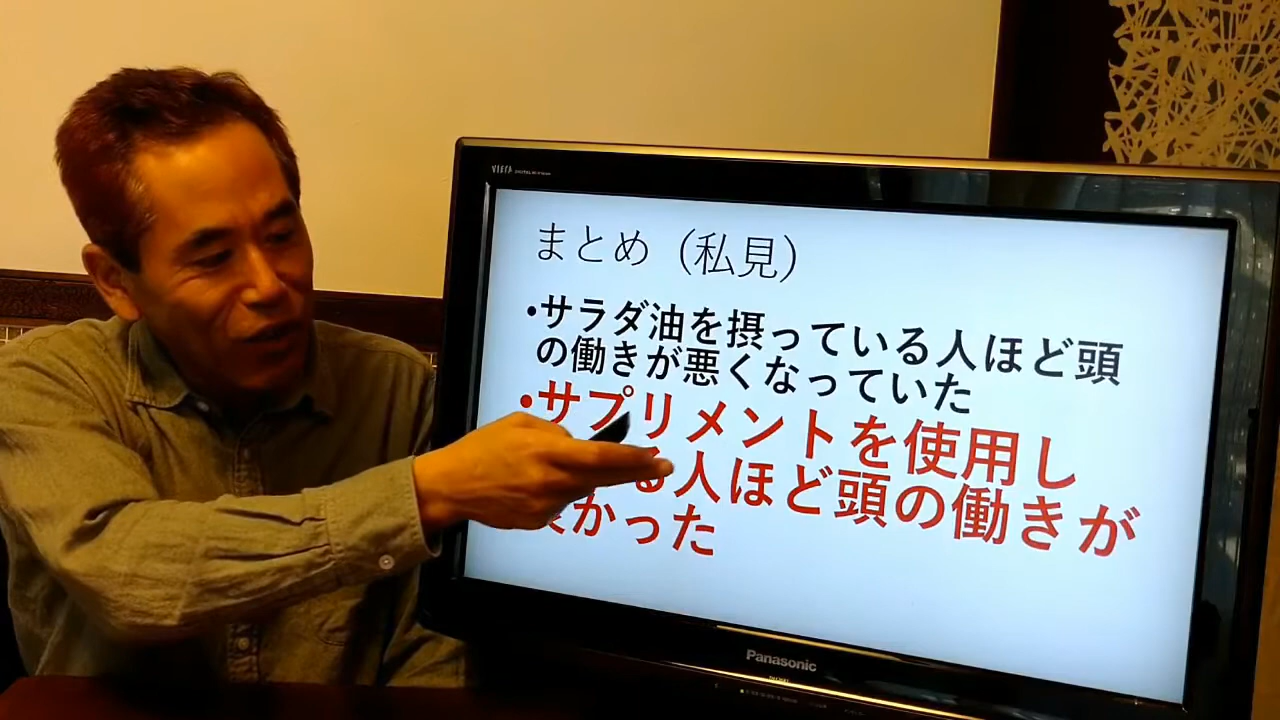 VIERA
まとめ（私見）
•サラダ油を摂っている人ほど頭
の働きが悪くなっていた
•サプリメントを使用し
る人ほど頭の働きが
かった
Panasonic